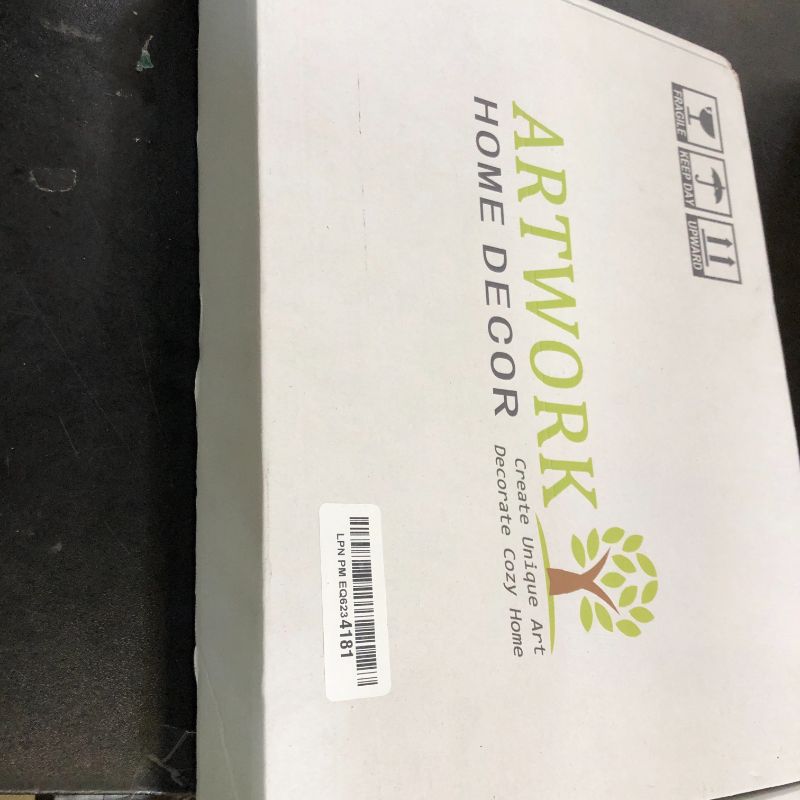 FRAGILE
KEEP DAY
UPWARD
ARTWORK
HOME DECOR
Create Unique Art
Decorate Cozy Home
LPN PM EQ6234181